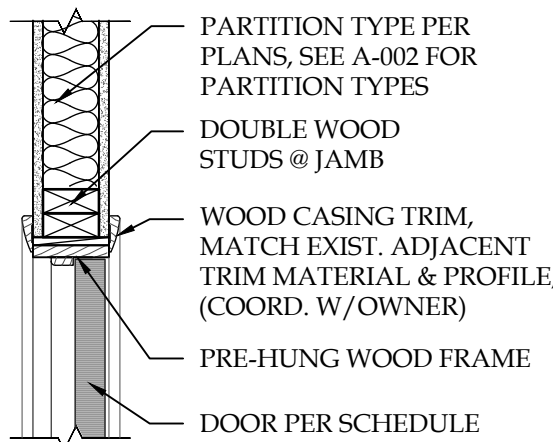 PARTITION TYPE PER
PLANS, SEE A-002 FOR
PARTITION TYPES
DOUBLE WOOD
STUDS @ JAMB
WOOD CASING TRIM,
MATCH EXIST. ADJACENT
TRIM MATERIAL & PROFILE,
(COORD. W/OWNER)
PRE-HUNG WOOD FRAME
DOOR PER SCHEDULE